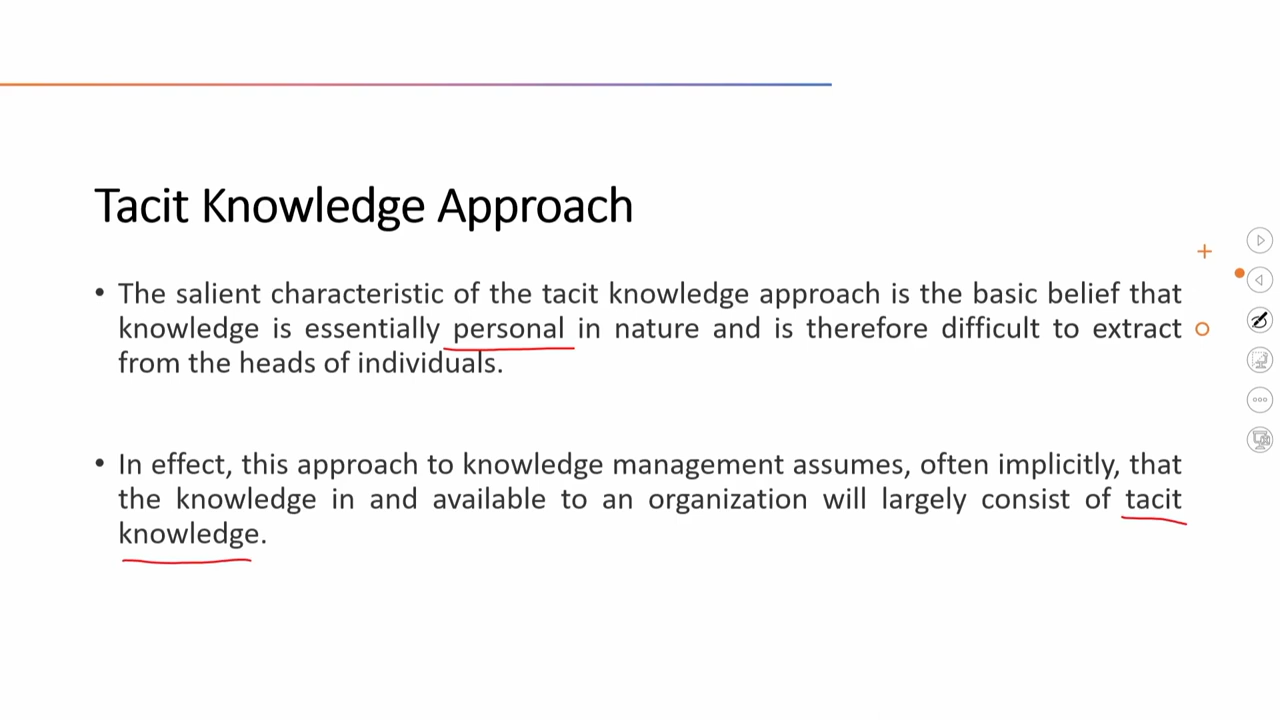 Tacit Knowledge Approach
• The salient characteristic of the tacit knowledge approach is the basic belief that
knowledge is essentially personal in nature and is therefore difficult to extract
from the heads of individuals.
• In effect, this approach to knowledge management assumes, often implicitly, that
the knowledge in and available to an organization will largely consist of tacit
knowledge.